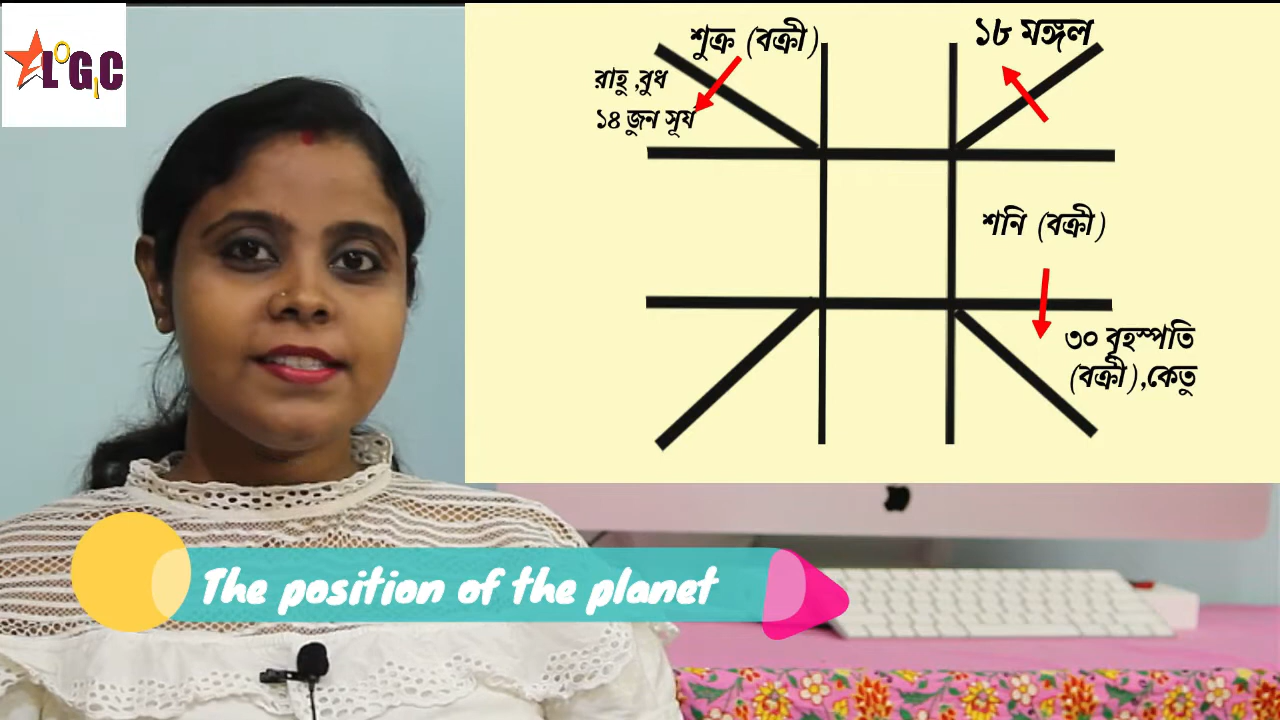 LOGIC
শুক্র (বক্রী)
রাহু ,বুধ
১৪ জুন সূর্য
১৮ মঙ্গল
শনি (বক্রী)
৩০ বৃহস্পতি
(বক্রী),কেতু
The position of the planet